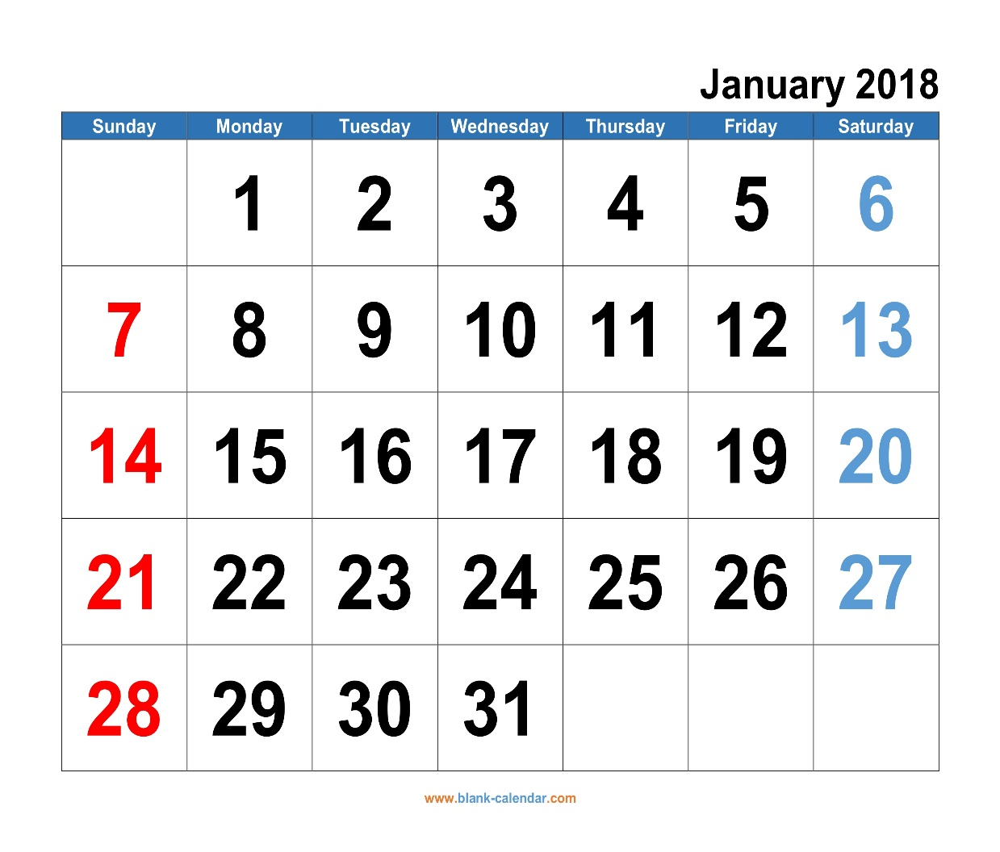 January 2018
Sunday Monday Tuesday Wednesday Thursday Friday Saturday
1 2 3 4 5 6
7 8 9 10 11 12 13
14 15 16 17 18 19 20
21 22 23 24 25 26 27
28 29 30 31
www.blank-calendar.com